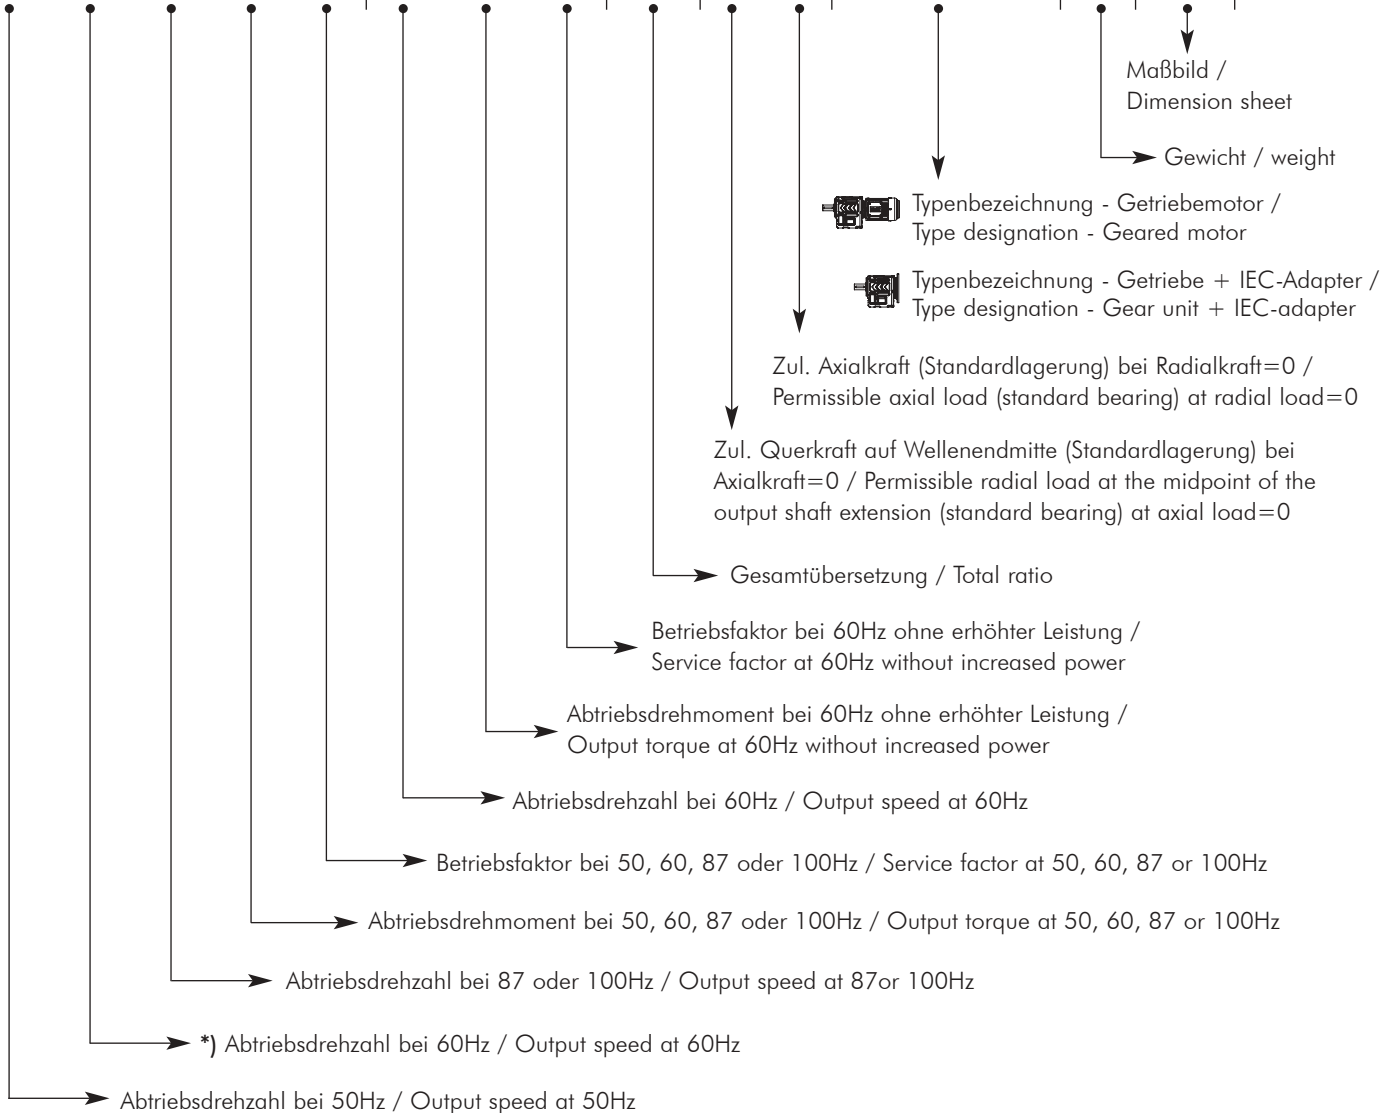 Maßbild /
Dimension sheet
Gewicht / weight
Typenbezeichnung - Getriebemotor /
Type designation - Geared motor
Typenbezeichnung - Getriebe + IEC-Adapter /
Type designation - Gear unit + IEC-adapter
Zul. Axialkraft (Standardlagerung) bei Radialkraft=0 /
Permissible axial load (standard bearing) at radial load=0
Zul. Querkraft auf Wellenendmitte (Standardlagerung) bei
Axialkraft=0 / Permissible radial load at the midpoint of the
output shaft extension (standard bearing) at axial load=0
Gesamtübersetzung / Total ratio
Betriebsfaktor bei 60Hz ohne erhöhter Leistung /
Service factor at 60Hz without increased power
Abtriebsdrehmoment bei 60Hz ohne erhöhter Leistung /
Output torque at 60Hz without increased power
Abtriebsdrehzahl bei 60Hz / Output speed at 60Hz
Betriebsfaktor bei 50, 60, 87 oder 100Hz / Service factor at 50, 60, 87 or 100Hz
Abtriebsdrehmoment bei 50, 60, 87 oder 100Hz / Output torque at 50, 60, 87 or 100Hz
Abtriebsdrehzahl bei 87 oder 100Hz / Output speed at 87or 100Hz
*) Abtriebsdrehzahl bei 60Hz / Output speed at 60Hz
Abtriebsdrehzahl bei 50Hz / Output speed at 50Hz